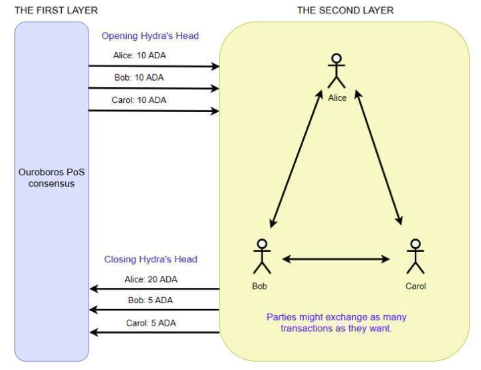 THE FIRST LAYER
THE SECOND LAYER
Opening Hydra's Head
Alice: 10 ADA
Bob: 10 ADA
Carol: 10 ADA
Alice
Ouroboros PoS
consensus
Closing Hydra's Head
Alice: 20 ADA
Bob: 5 ADA
Carol: 5 ADA
Bob
Carol
Parties might exchange as many
transactions as they want.